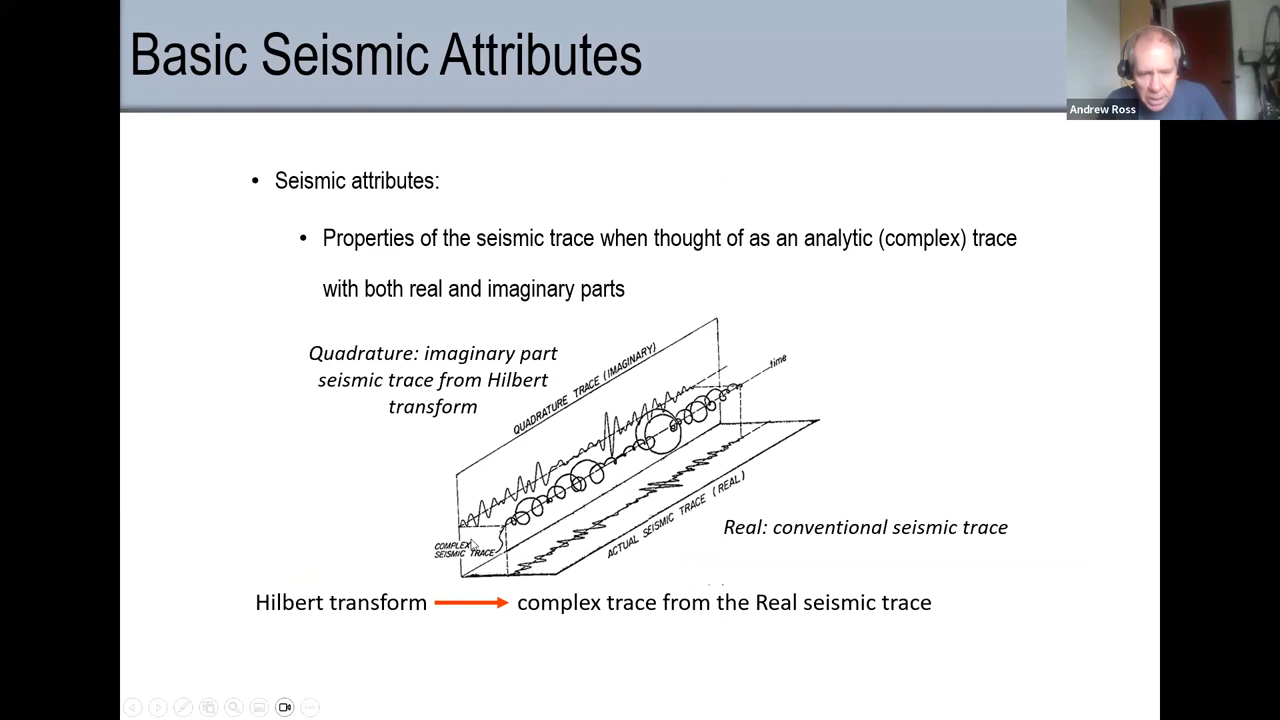 Basic Seismic Attributes
Andrew Ross
• Seismic attributes:
• Properties of the seismic trace when thought of as an analytic (complex) trace
with both real and imaginary parts
Quadrature: imaginary part
seismic trace from Hilbert
transform
QUADRATURE TRACE (IMAGINARY)
time
COMPLEX
SEISMIC TRACE
ACTUAL SEISMIC TRACE (REAL)
Real: conventional seismic trace
Hilbert transform complex trace from the Real seismic trace